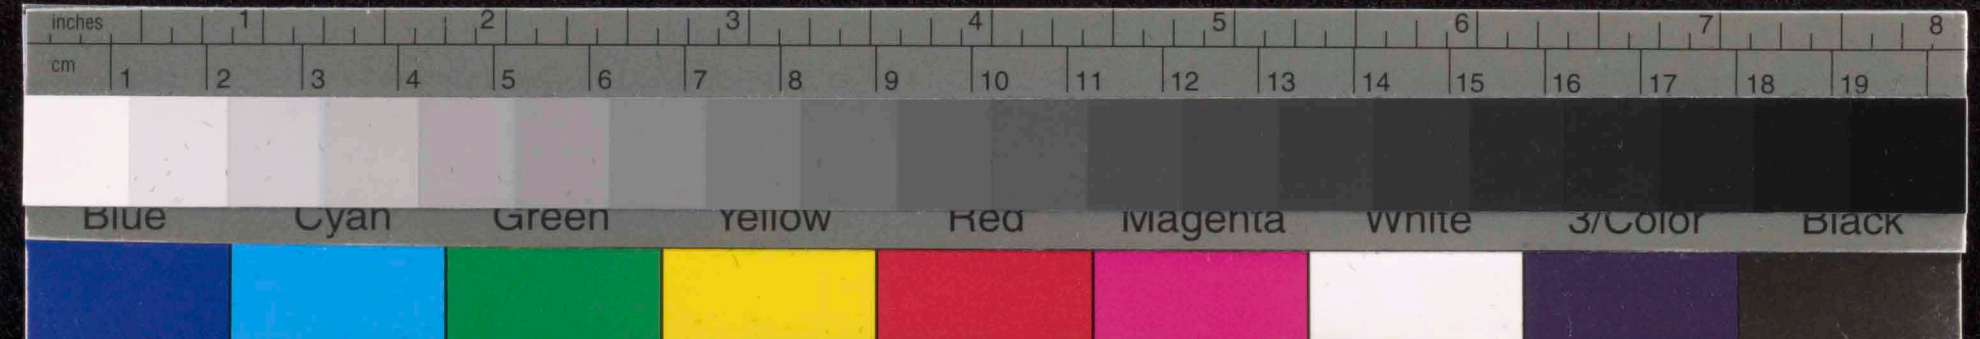 inches 1 2 3 4 5 6 7 8
cm 1 2 3 4 5 6 7 8 9 10 11 12 13 14 15 16 17 18 19
Blue Cyan Green Yellow Red Magenta White 3/Color Black